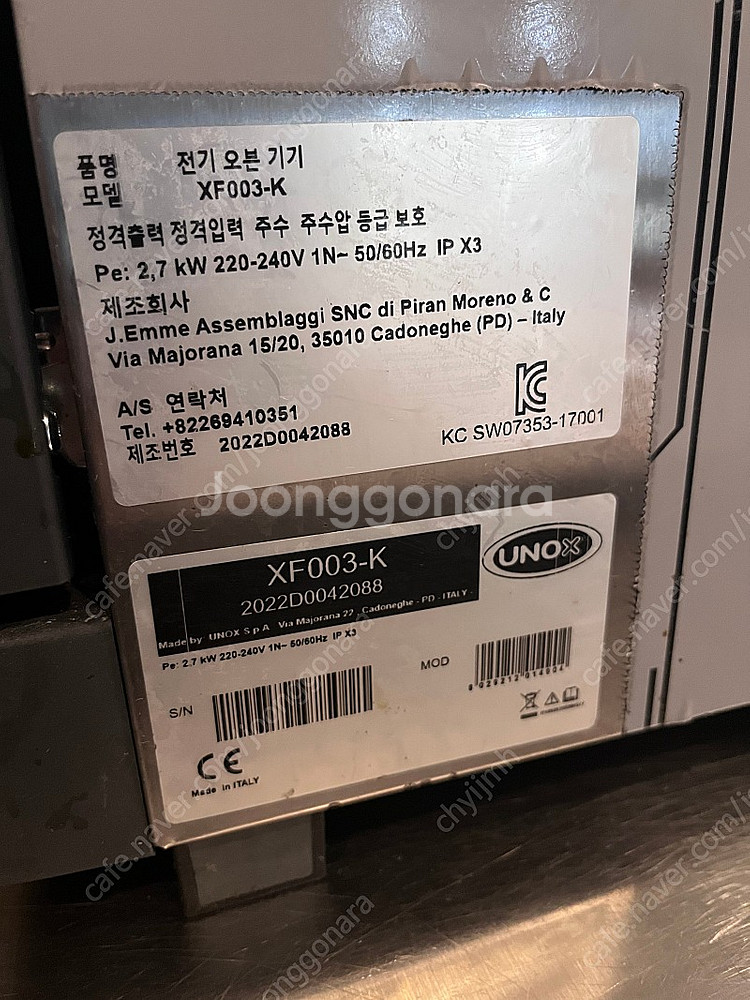 품명 전기 오븐 기기
모델 XF003-K
정격출력 정격입력 주수 주수압 등급 보호
Pe: 2,7 kW 220-240V 1N~ 50/60Hz IP X3
제조회사
J.Emme Assemblaggi SNC di Piran Moreno & C
Via Majorana 15/20, 35010 Cadoneghe (PD) – Italy
A/S 연락처
Tel. +82269410351
제조번호 2022D0042088
KC SW07353-17001
Joonggonara
XF003-K
2022D0042088
UNOX
Made by UNOX S.p.A. Via Majorana 22 - Cadoneghe - PD - ITALY -
Pe: 2,7 kW 220-240V 1N~ 50/60Hz IP X3
MOD
S/N
CE
Made in ITALY
chyijmh
joonggonara